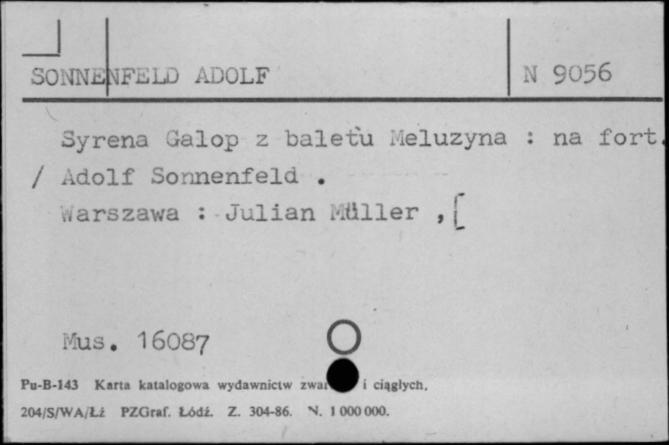 SONNENFELD ADOLF N 9056
Syrena Galop z baletu Meluzyna : na fort.
/ Adolf Sonnenfeld .
Warszawa : Julian Müller , [
Mus. 16087
Pu-B-143 Karta katalogowa wydawnictw i ciągłych.
204/S/WA/Łź PZGraf. Łódź. Z. 304-86. N. 1 000 000.